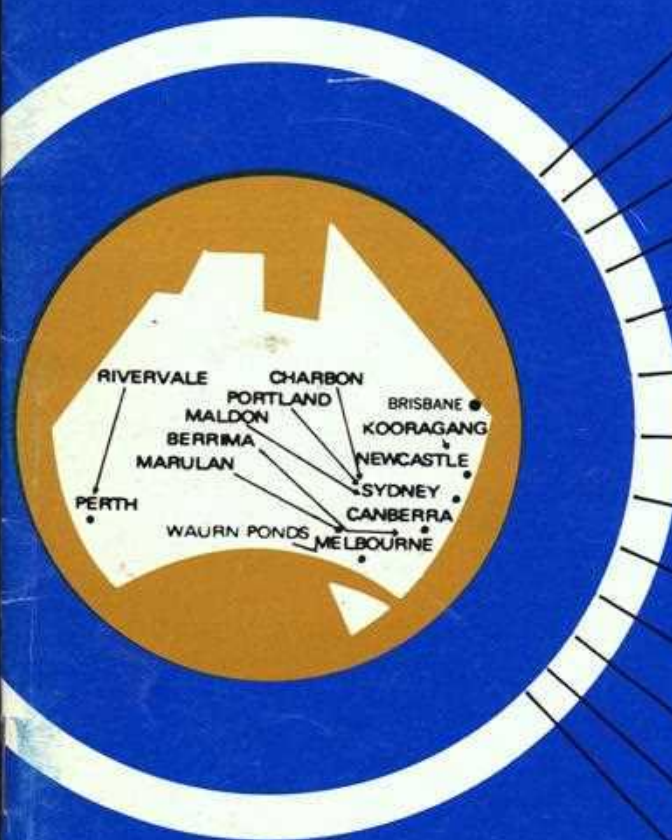 RIVERVALE CHARBON
PORTLAND
BRISBANE
MALDON
KOORAGANG
BERRIMA
MARULAN
NEWCASTLE
SYDNEY
PERTH
CANBERRA
WAURN PONDS
MELBOURNE